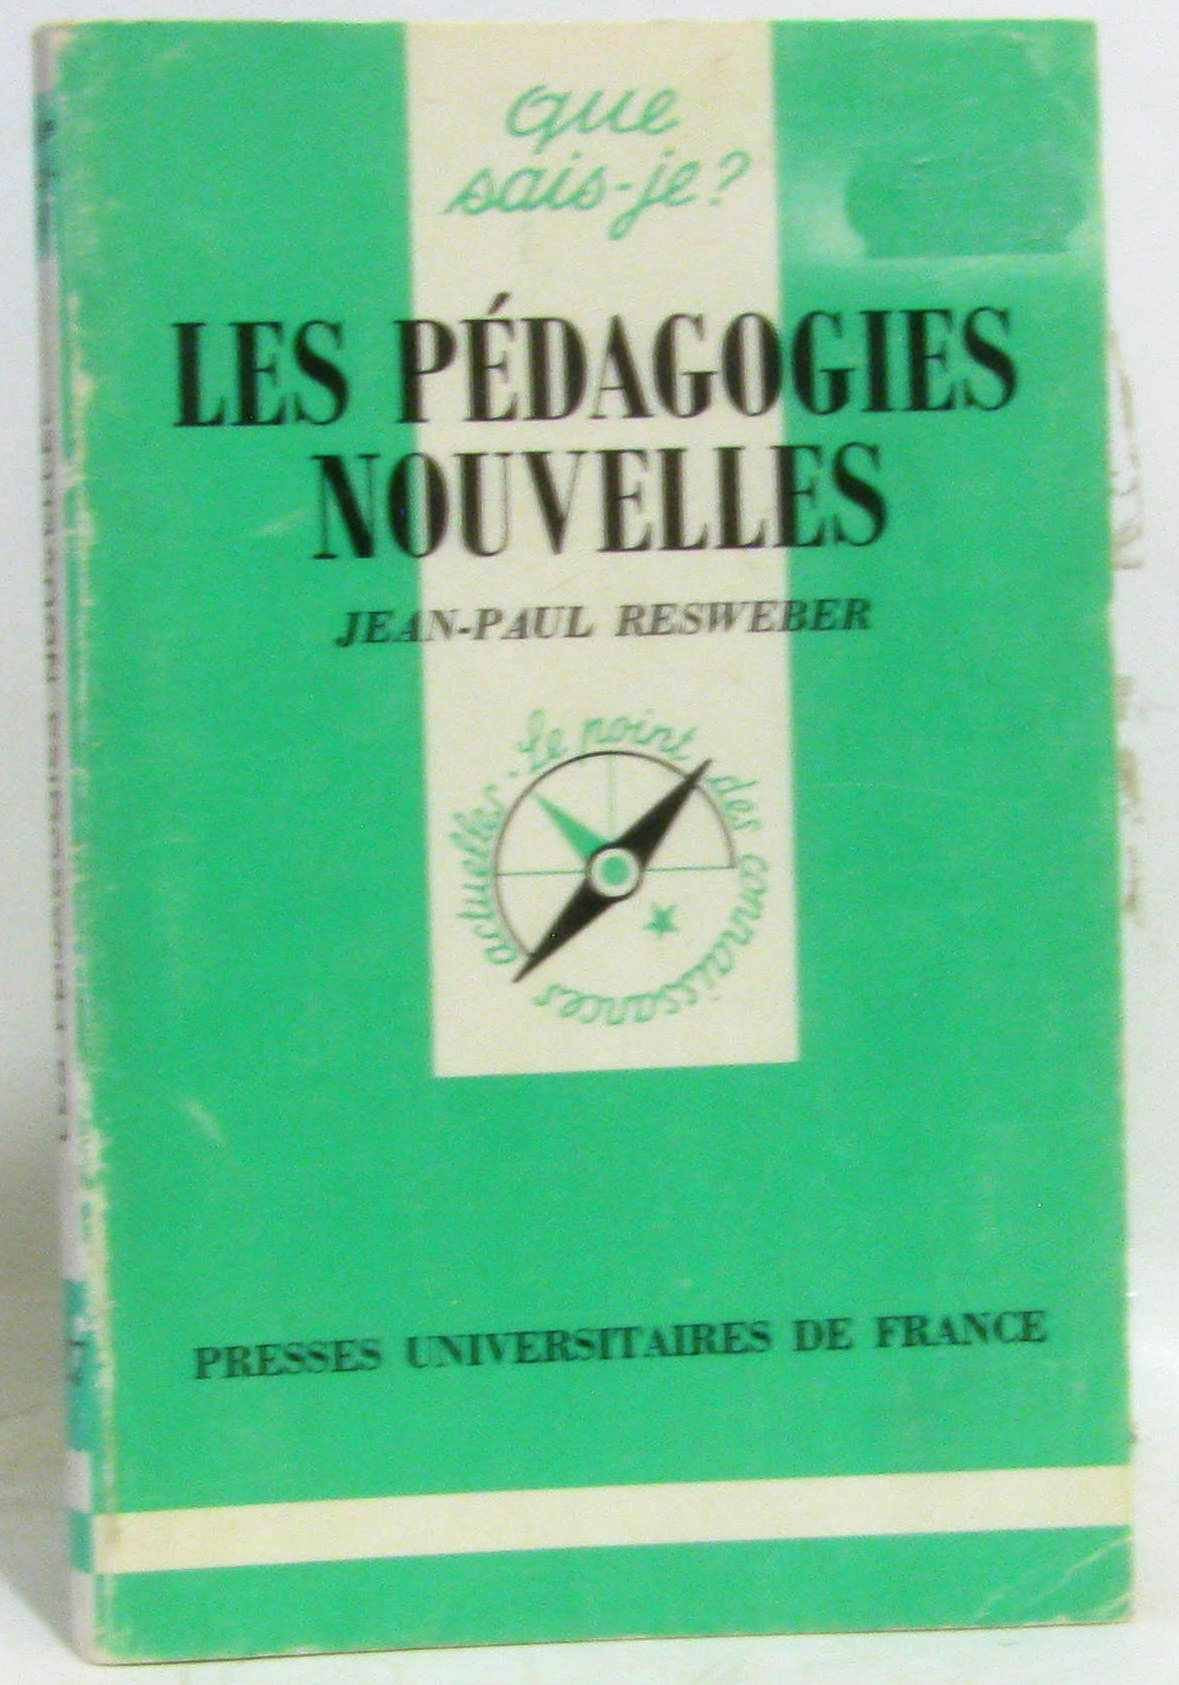 que
sais-je?
LES PÉDAGOGIES
NOUVELLES
JEAN-PAUL RESWEBER
Le point des connaissances actuelles.
PRESSES UNIVERSITAIRES DE FRANCE